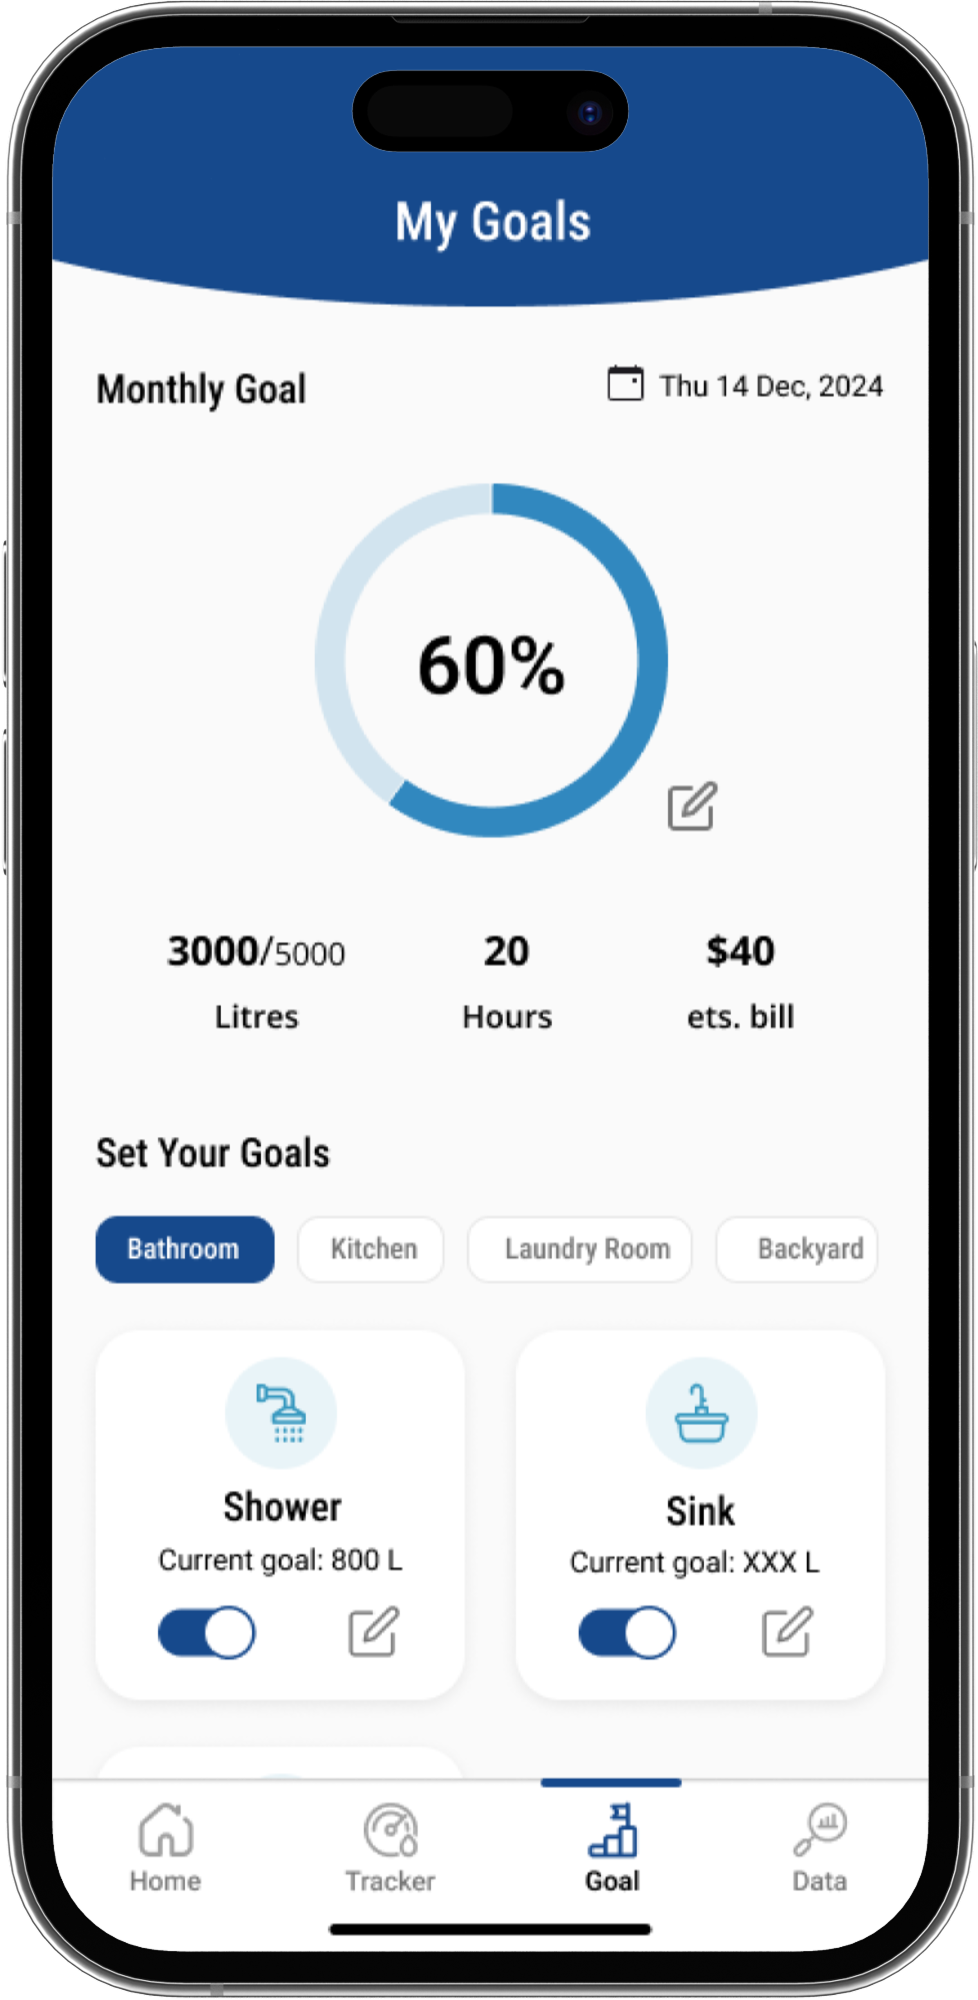 My Goals
Monthly Goal
Thu 14 Dec, 2024
60%
3000/5000
20
$40
Litres
Hours
ets. bill
Set Your Goals
Bathroom
Kitchen
Laundry Room
Backyard
Shower
Sink
Current goal: 800 L
Current goal: XXX L
Home
Tracker
Goal
Data